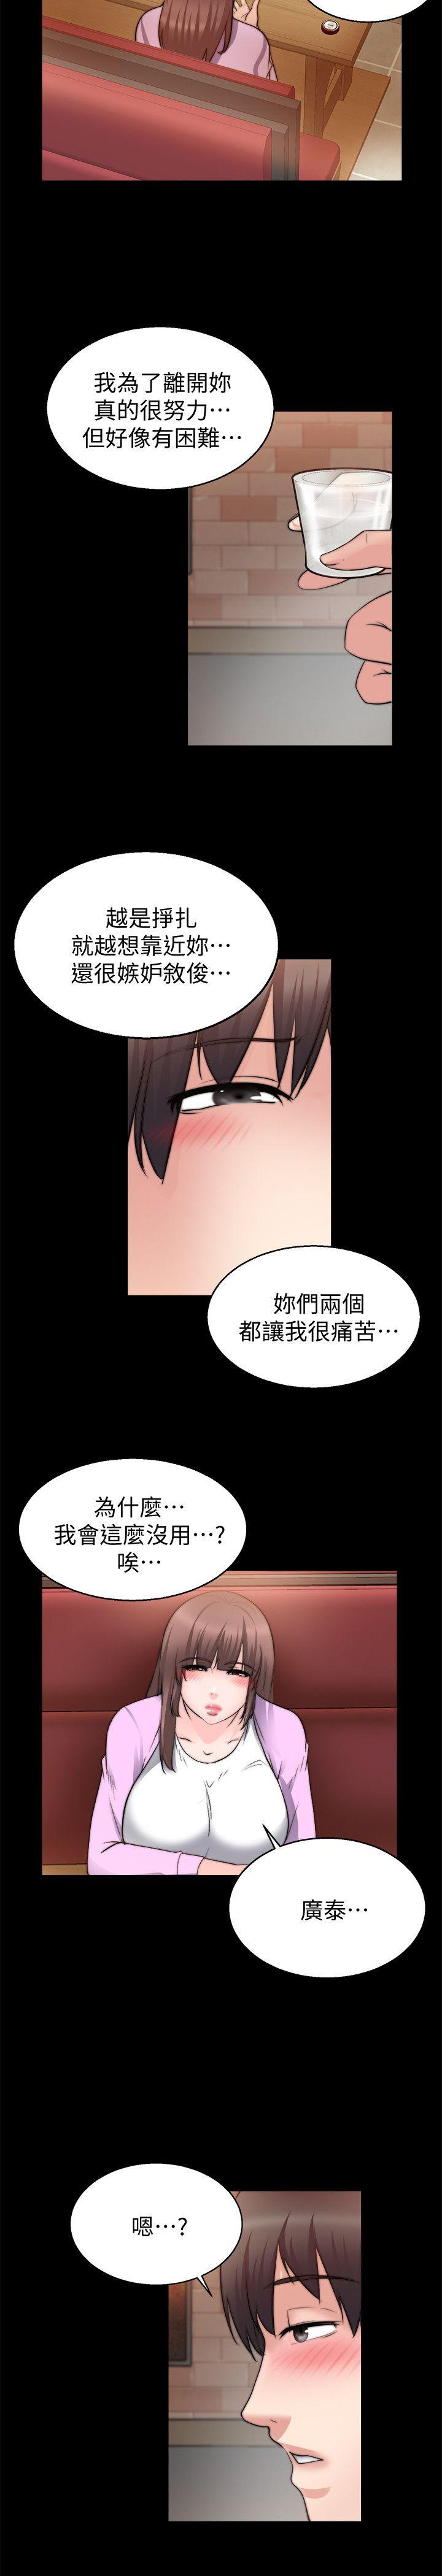 我為了離開妳
真的很努力⋯
但好像有困難⋯
越是掙扎
就越想靠近妳⋯
還很嫉妒敘俊⋯
妳們兩個
都讓我很痛苦⋯
為什麼⋯
我會這麼沒用⋯?
唉⋯
廣泰⋯
嗯⋯?